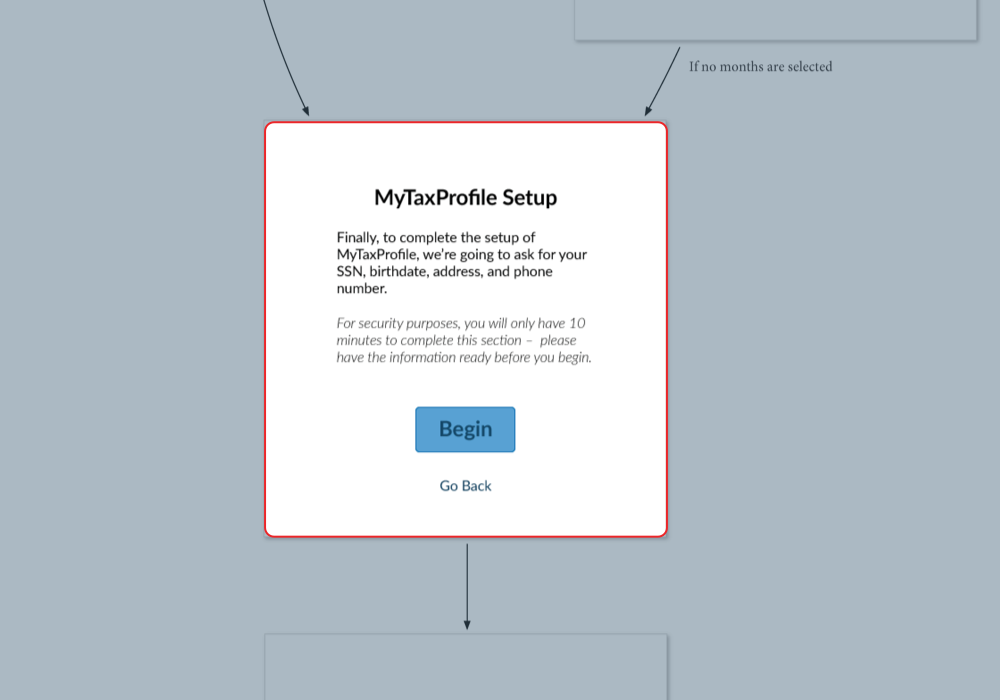 If no months are selected
MyTaxProfile Setup
Finally, to complete the setup of
MyTaxProfile, we're going to ask for your
SSN, birthdate, address, and phone
number.
For security purposes, you will only have 10
minutes to complete this section – please
have the information ready before you begin.
Begin
Go Back